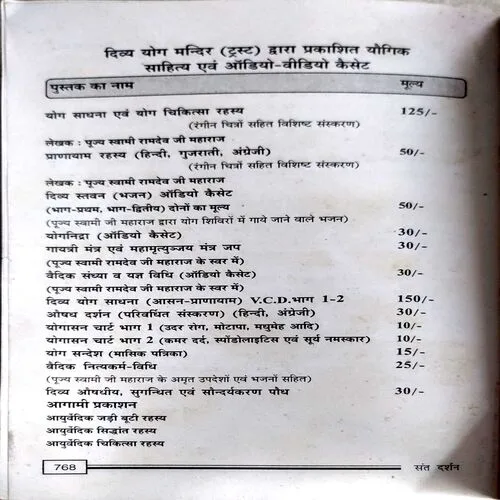 दिव्य योग मन्दिर (ट्रस्ट) द्वारा प्रकाशित यौगिक
साहित्य एवं ऑडियो-वीडियो कैसेट
पुस्तक का नाम मूल्य
योग साधना एवं योग चिकित्सा रहस्य 125/-
(रंगीन चित्रों सहित विशिष्ट संस्करण)
लेखक : पूज्य स्वामी रामदेव जी महाराज
प्राणायाम रहस्य (हिन्दी, गुजराती, अंग्रेजी) 50/-
(रंगीन चित्रों सहित विशिष्ट संस्करण)
लेखक : पूज्य स्वामी रामदेव जी महाराज
दिव्य स्तवन (भजन) ऑडियो कैसेट
(भाग-प्रथम, भाग-द्वितीय) दोनों का मूल्य 50/-
(पूज्य स्वामी जी महाराज द्वारा योग शिविरों में गाये जाने वाले भजन)
योगनिद्रा (ऑडियो कैसेट) 30/-
गायत्री मंत्र एवं महामृत्युञ्जय मंत्र जप 30/-
(पूज्य स्वामी रामदेव जी महाराज के स्वर में)
वैदिक संध्या व यज्ञ विधि (ऑडियो कैसेट) 30/-
(पूज्य स्वामी रामदेव जी महाराज के स्वर में)
दिव्य योग साधना (आसन-प्राणायाम) V.C.D.भाग 1-2 150/-
औषध दर्शन (परिवर्धित संस्करण) (हिन्दी, अंग्रेजी) 30/-
योगासन चार्ट भाग 1 (उदर रोग, मोटापा, मधुमेह आदि) 10/-
योगासन चार्ट भाग 2 (कमर दर्द, स्पोंडोलाइटिस एवं सूर्य नमस्कार) 10/-
योग सन्देश (मासिक पत्रिका) 15/-
वैदिक नित्यकर्म-विधि 25/-
(पूज्य स्वामी जी महाराज के अमृत उपदेशों एवं भजनों सहित)
दिव्य औषधीय, सुगन्धित एवं सौन्दर्यकरण पौध 30/-
आगामी प्रकाशन
आयुर्वेदिक जड़ी बूटी रहस्य
आयुर्वेदिक सिद्धांत रहस्य
आयुर्वेदिक चिकित्सा रहस्य
768 संत दर्शन